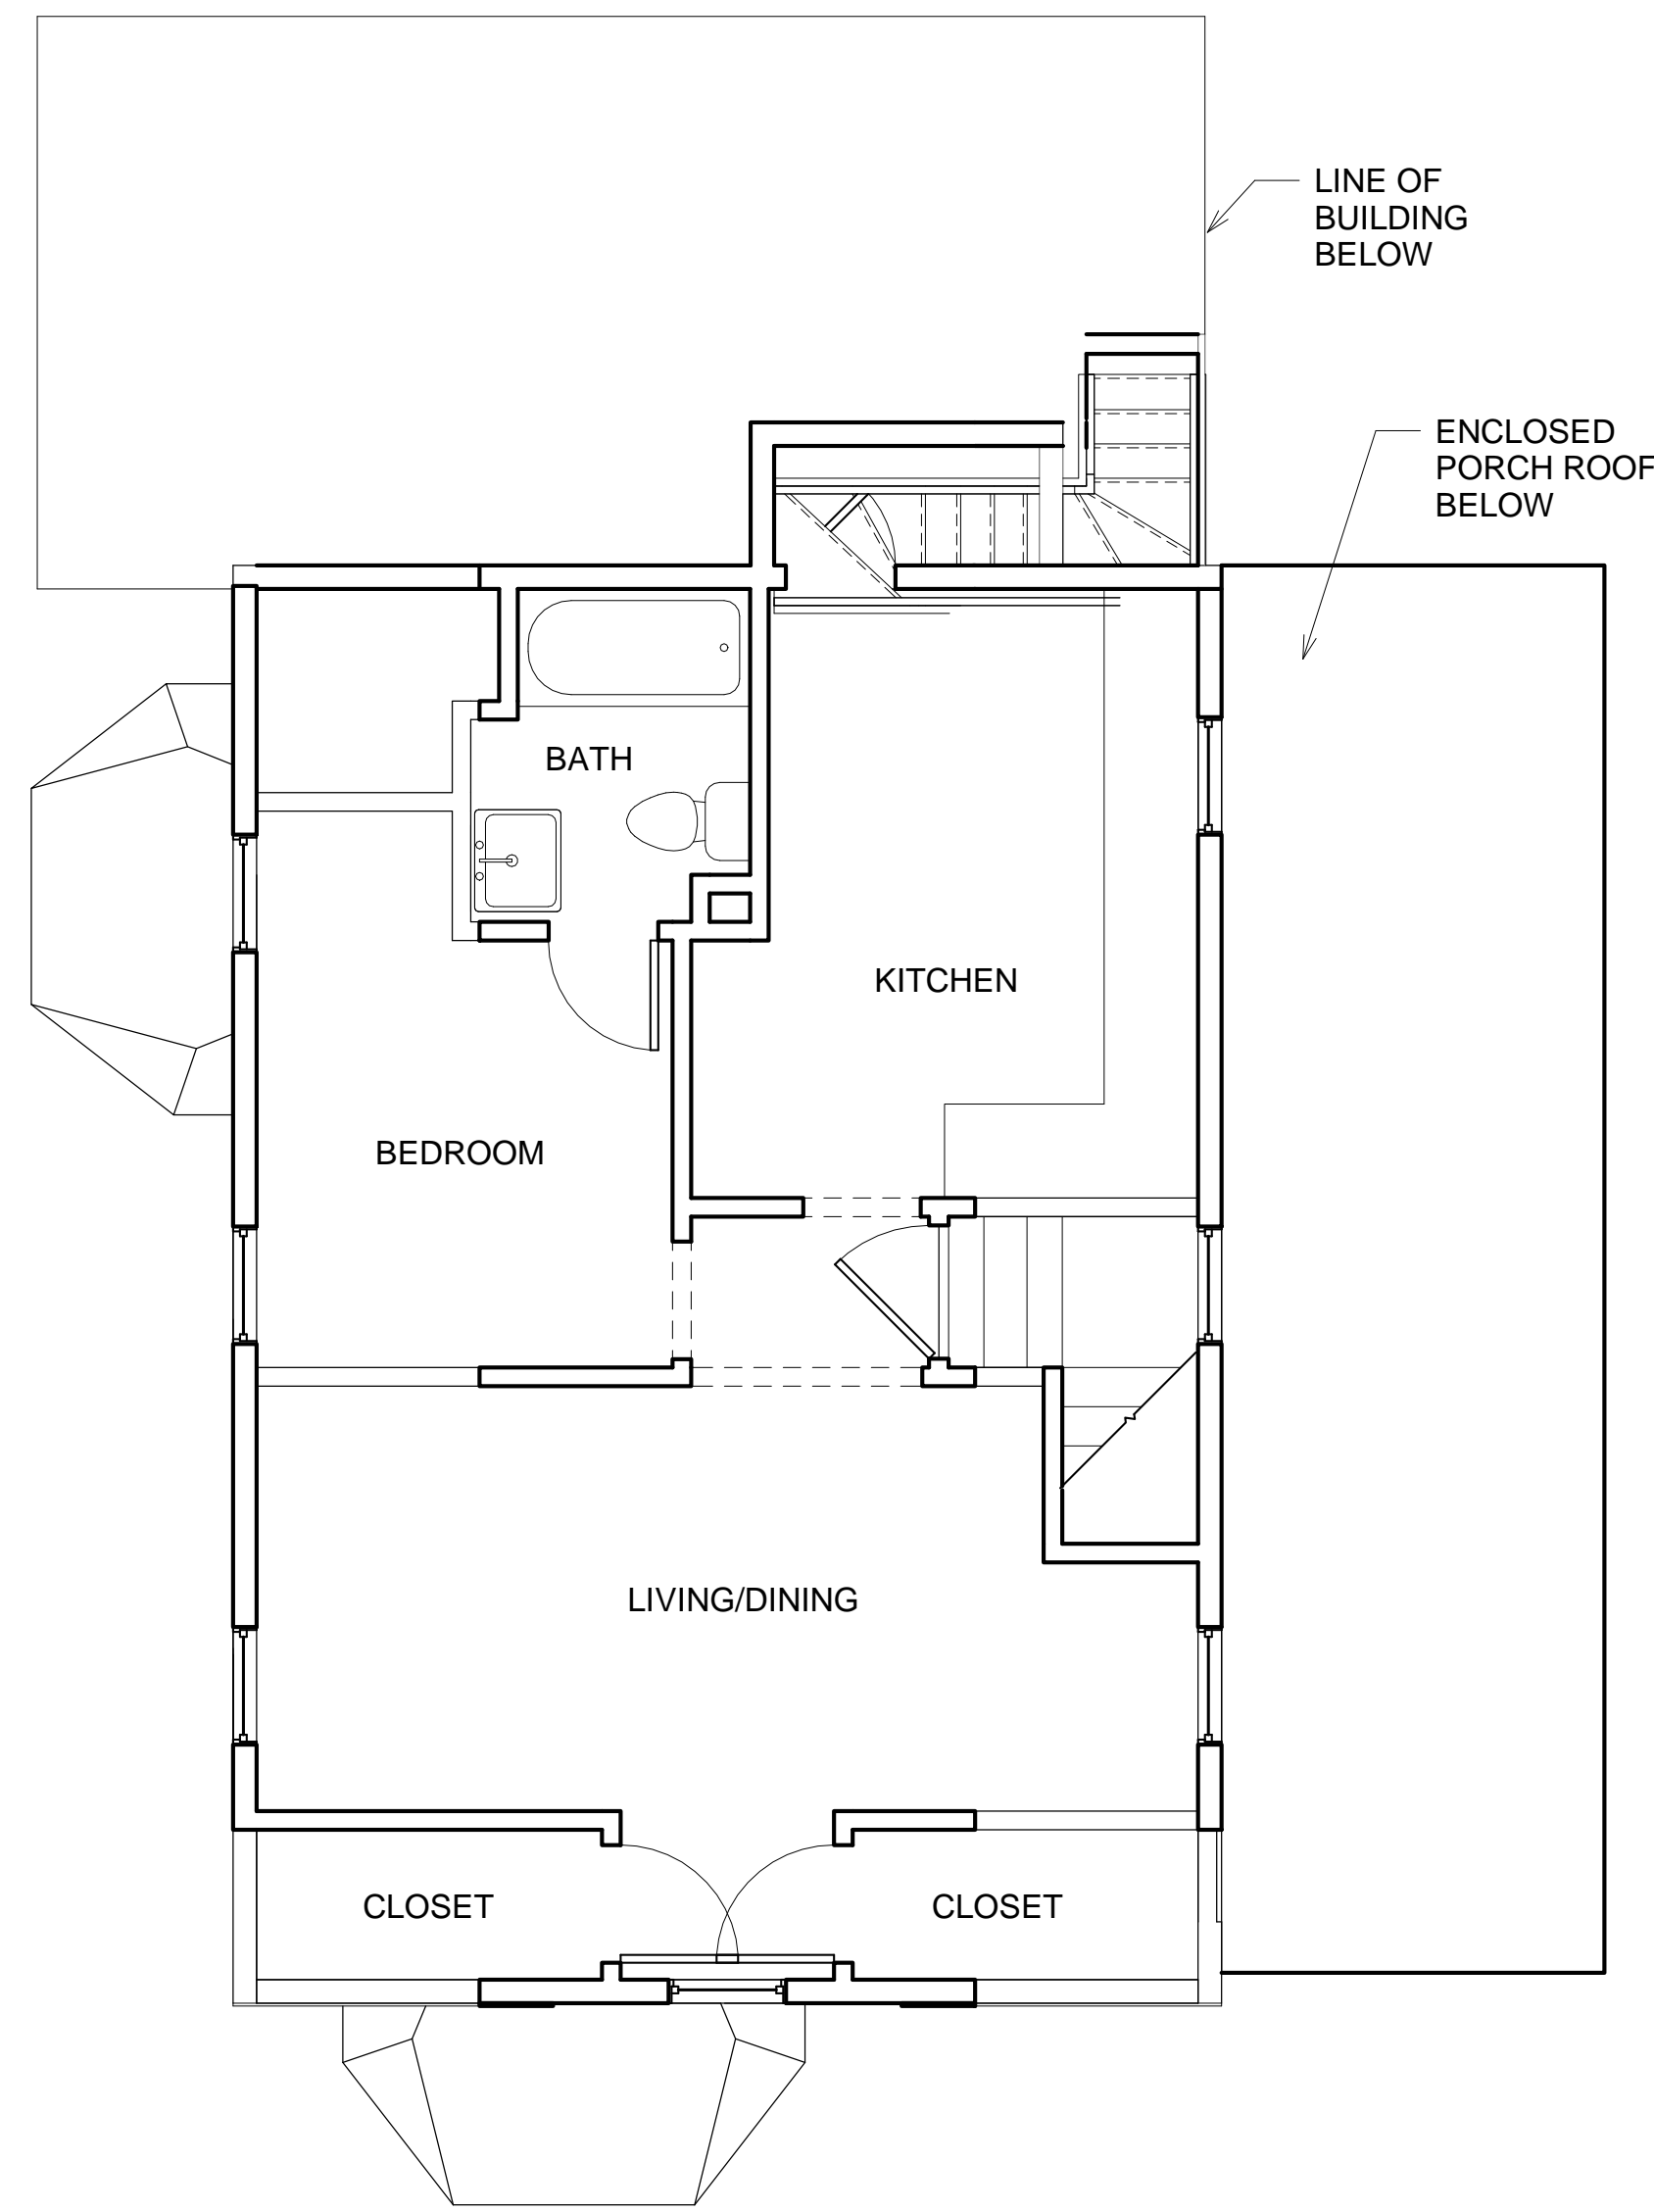 LINE OF
BUILDING
BELOW
ENCLOSED
PORCH ROOF
BELOW
BATH
KITCHEN
BEDROOM
LIVING/DINING
CLOSET
CLOSET